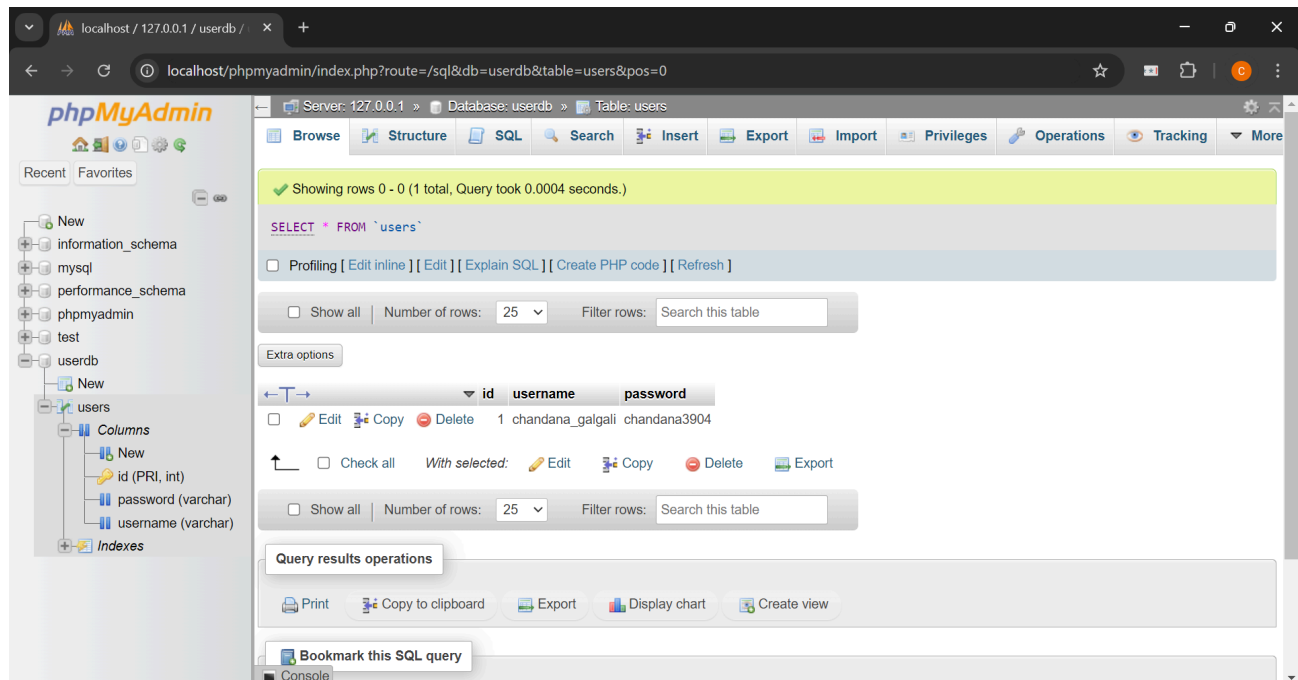 localhost / 127.0.0.1 / userdb /
localhost/phpmyadmin/index.php?route=/sql&db=userdb&table=users&pos=0
C
phpMyAdmin
Recent Favorites
New
information_schema
mysql
performance_schema
phpmyadmin
test
userdb
New
users
Columns
New
id (PRI, int)
password (varchar)
username (varchar)
Indexes
Server: 127.0.0.1 » Database: userdb » Table: users
Browse Structure SQL Search Insert Export Import Privileges Operations Tracking More
Showing rows 0 - 0 (1 total, Query took 0.0004 seconds.)
SELECT * FROM `users`
Profiling [ Edit inline ] [ Edit ] [ Explain SQL ] [ Create PHP code ] [ Refresh ]
Show all | Number of rows: 25 Filter rows: Search this table
Extra options
←T→ id username password
Edit Copy Delete 1 chandana_galgali chandana3904
Check all With selected: Edit Copy Delete Export
Show all | Number of rows: 25 Filter rows: Search this table
Query results operations
Print Copy to clipboard Export Display chart Create view
Bookmark this SQL query
Console